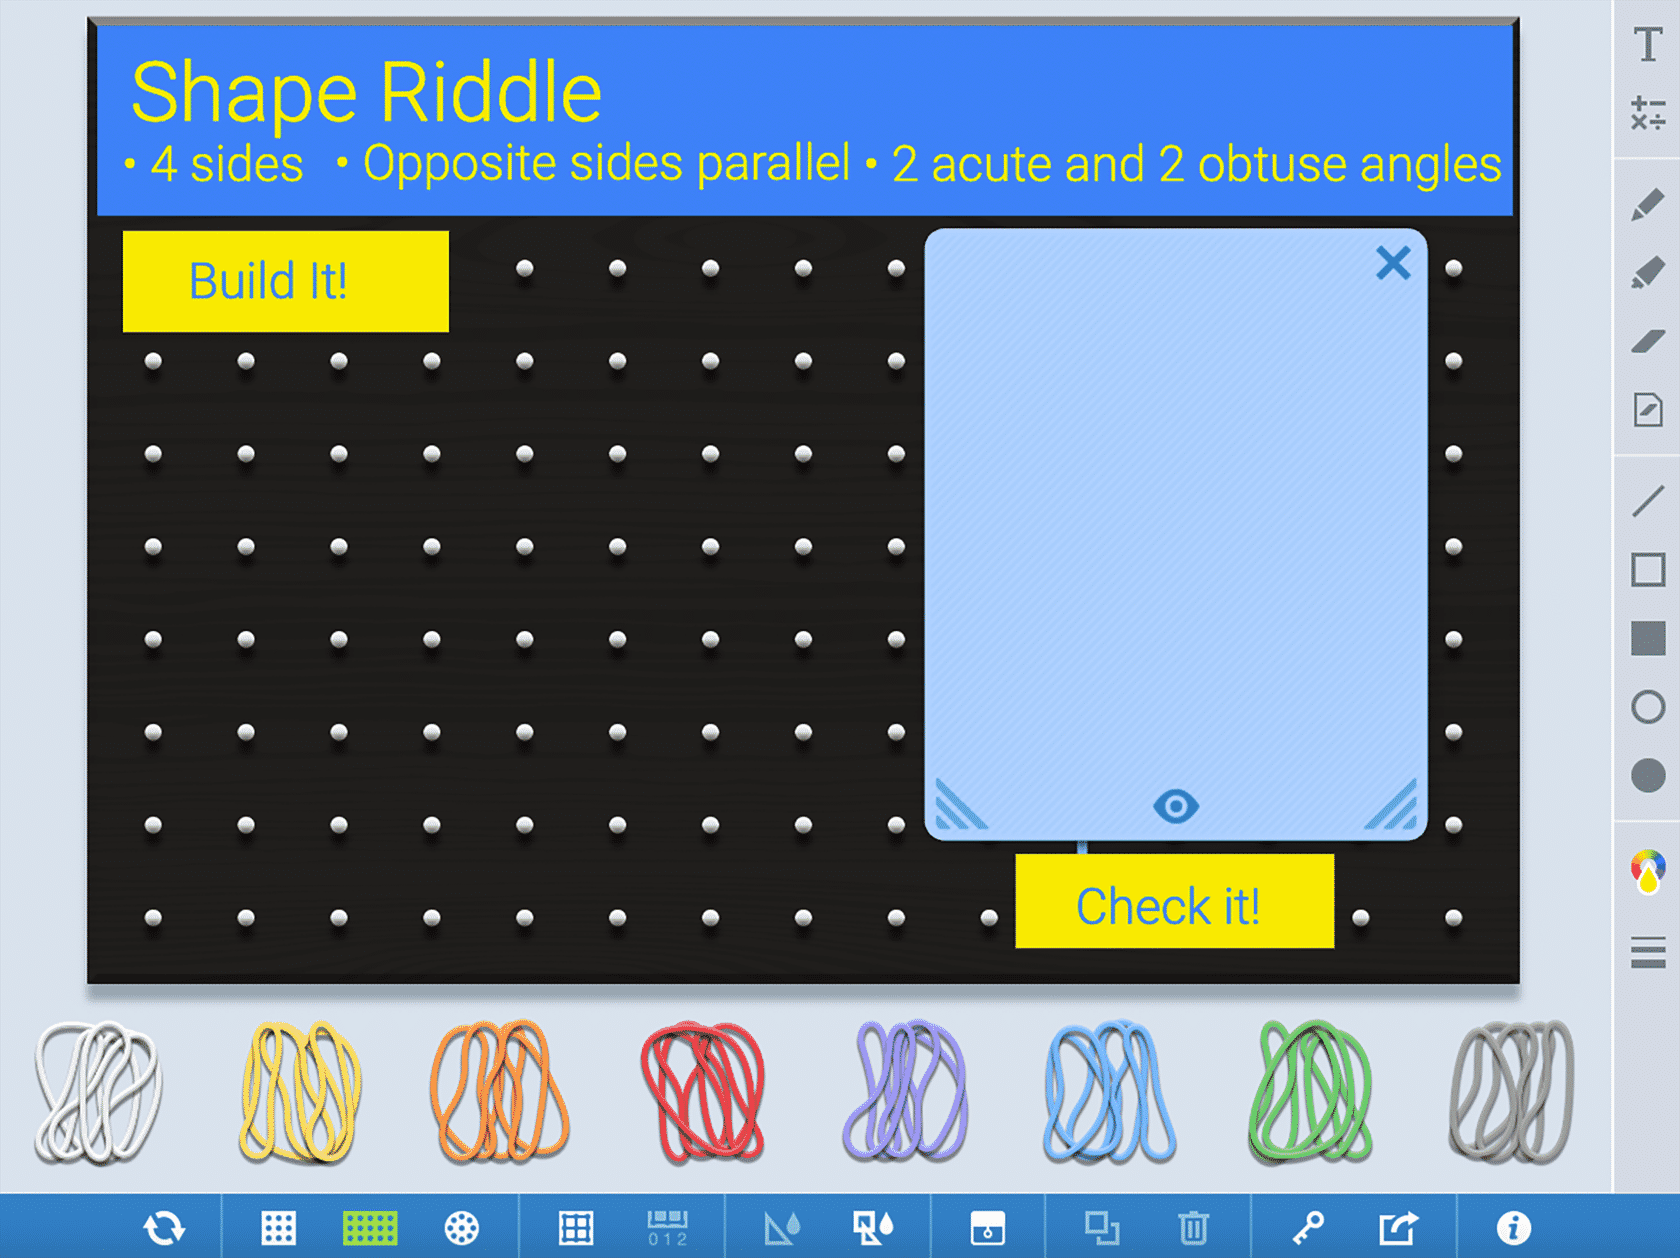 Shape Riddle
• 4 sides • Opposite sides parallel • 2 acute and 2 obtuse angles
Build It!
Check it!
0 1 2